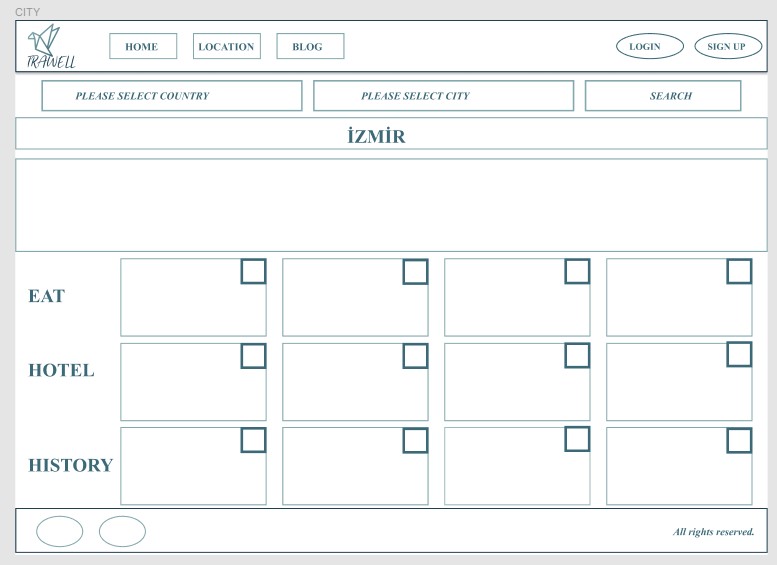 CITY
TRAWELL
HOME
LOCATION
BLOG
LOGIN
SIGN UP
PLEASE SELECT COUNTRY
PLEASE SELECT CITY
SEARCH
İZMİR
EAT
HOTEL
HISTORY
All rights reserved.